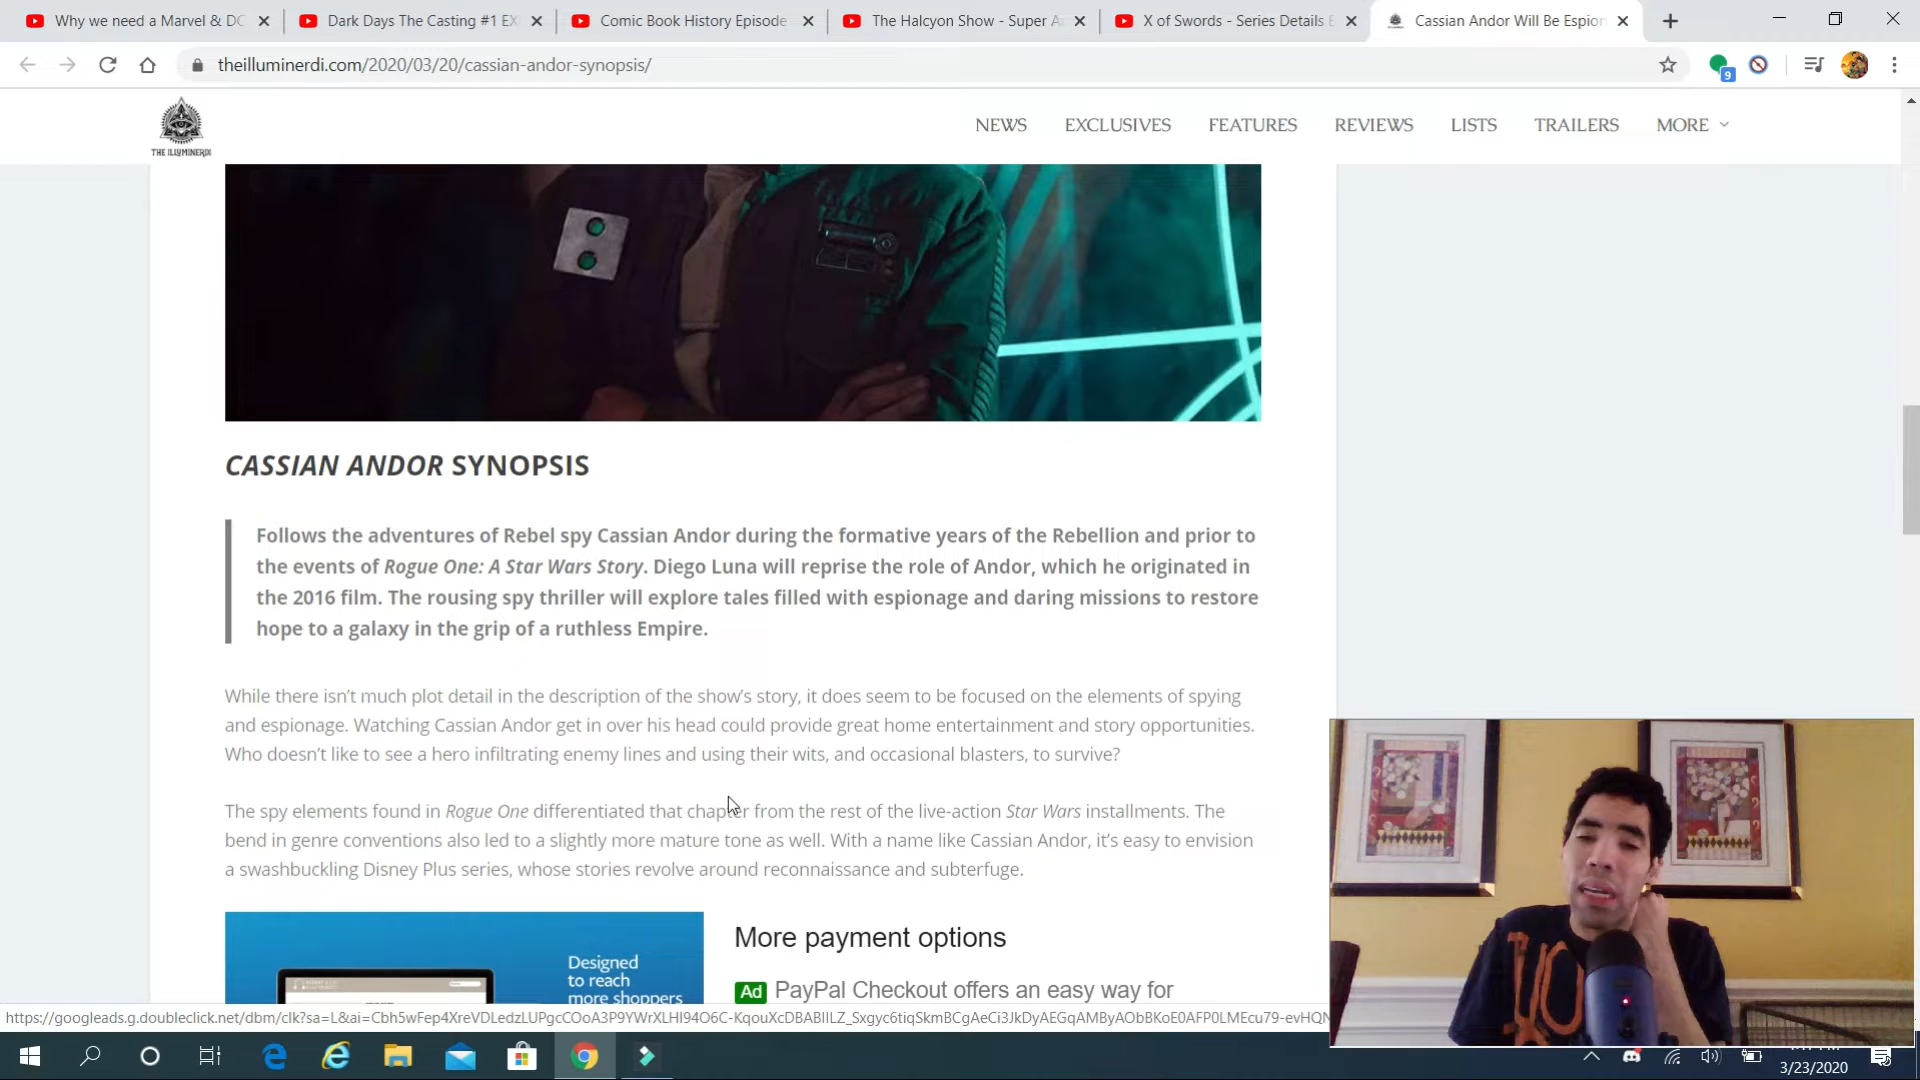 Why we need a Marvel & DC
Dark Days The Casting #1 EX
Comic Book History Episode
The Halcyon Show - Super A
X of Swords - Series Details E
Cassian Andor Will Be Espion
theilluminerdi.com/2020/03/20/cassian-andor-synopsis/
9
THE ILLUMINERDI
NEWS
EXCLUSIVES
FEATURES
REVIEWS
LISTS
TRAILERS
MORE
CASSIAN ANDOR SYNOPSIS
Follows the adventures of Rebel spy Cassian Andor during the formative years of the Rebellion and prior to
the events of Rogue One: A Star Wars Story. Diego Luna will reprise the role of Andor, which he originated in
the 2016 film. The rousing spy thriller will explore tales filled with espionage and daring missions to restore
hope to a galaxy in the grip of a ruthless Empire.
While there isn't much plot detail in the description of the show's story, it does seem to be focused on the elements of spying
and espionage. Watching Cassian Andor get in over his head could provide great home entertainment and story opportunities.
Who doesn't like to see a hero infiltrating enemy lines and using their wits, and occasional blasters, to survive?
The spy elements found in Rogue One differentiated that chapter from the rest of the live-action Star Wars installments. The
bend in genre conventions also led to a slightly more mature tone as well. With a name like Cassian Andor, it's easy to envision
a swashbuckling Disney Plus series, whose stories revolve around reconnaissance and subterfuge.
Designed
to reach
more shoppers
More payment options
Ad PayPal Checkout offers an easy way for
https://googleads.g.doubleclick.net/dbm/clk?sa=L&ai=Cbh5wFep4XreVDLedzLUPgcCOoA3P9YWrXLHI94O6C-KqouXcDBABIILZ_Sxgyc6tiqSkmBCgAeCi3JkDyAEGqAMByAObBKoE0AFP0LMEcu79-evHQN
3/23/2020